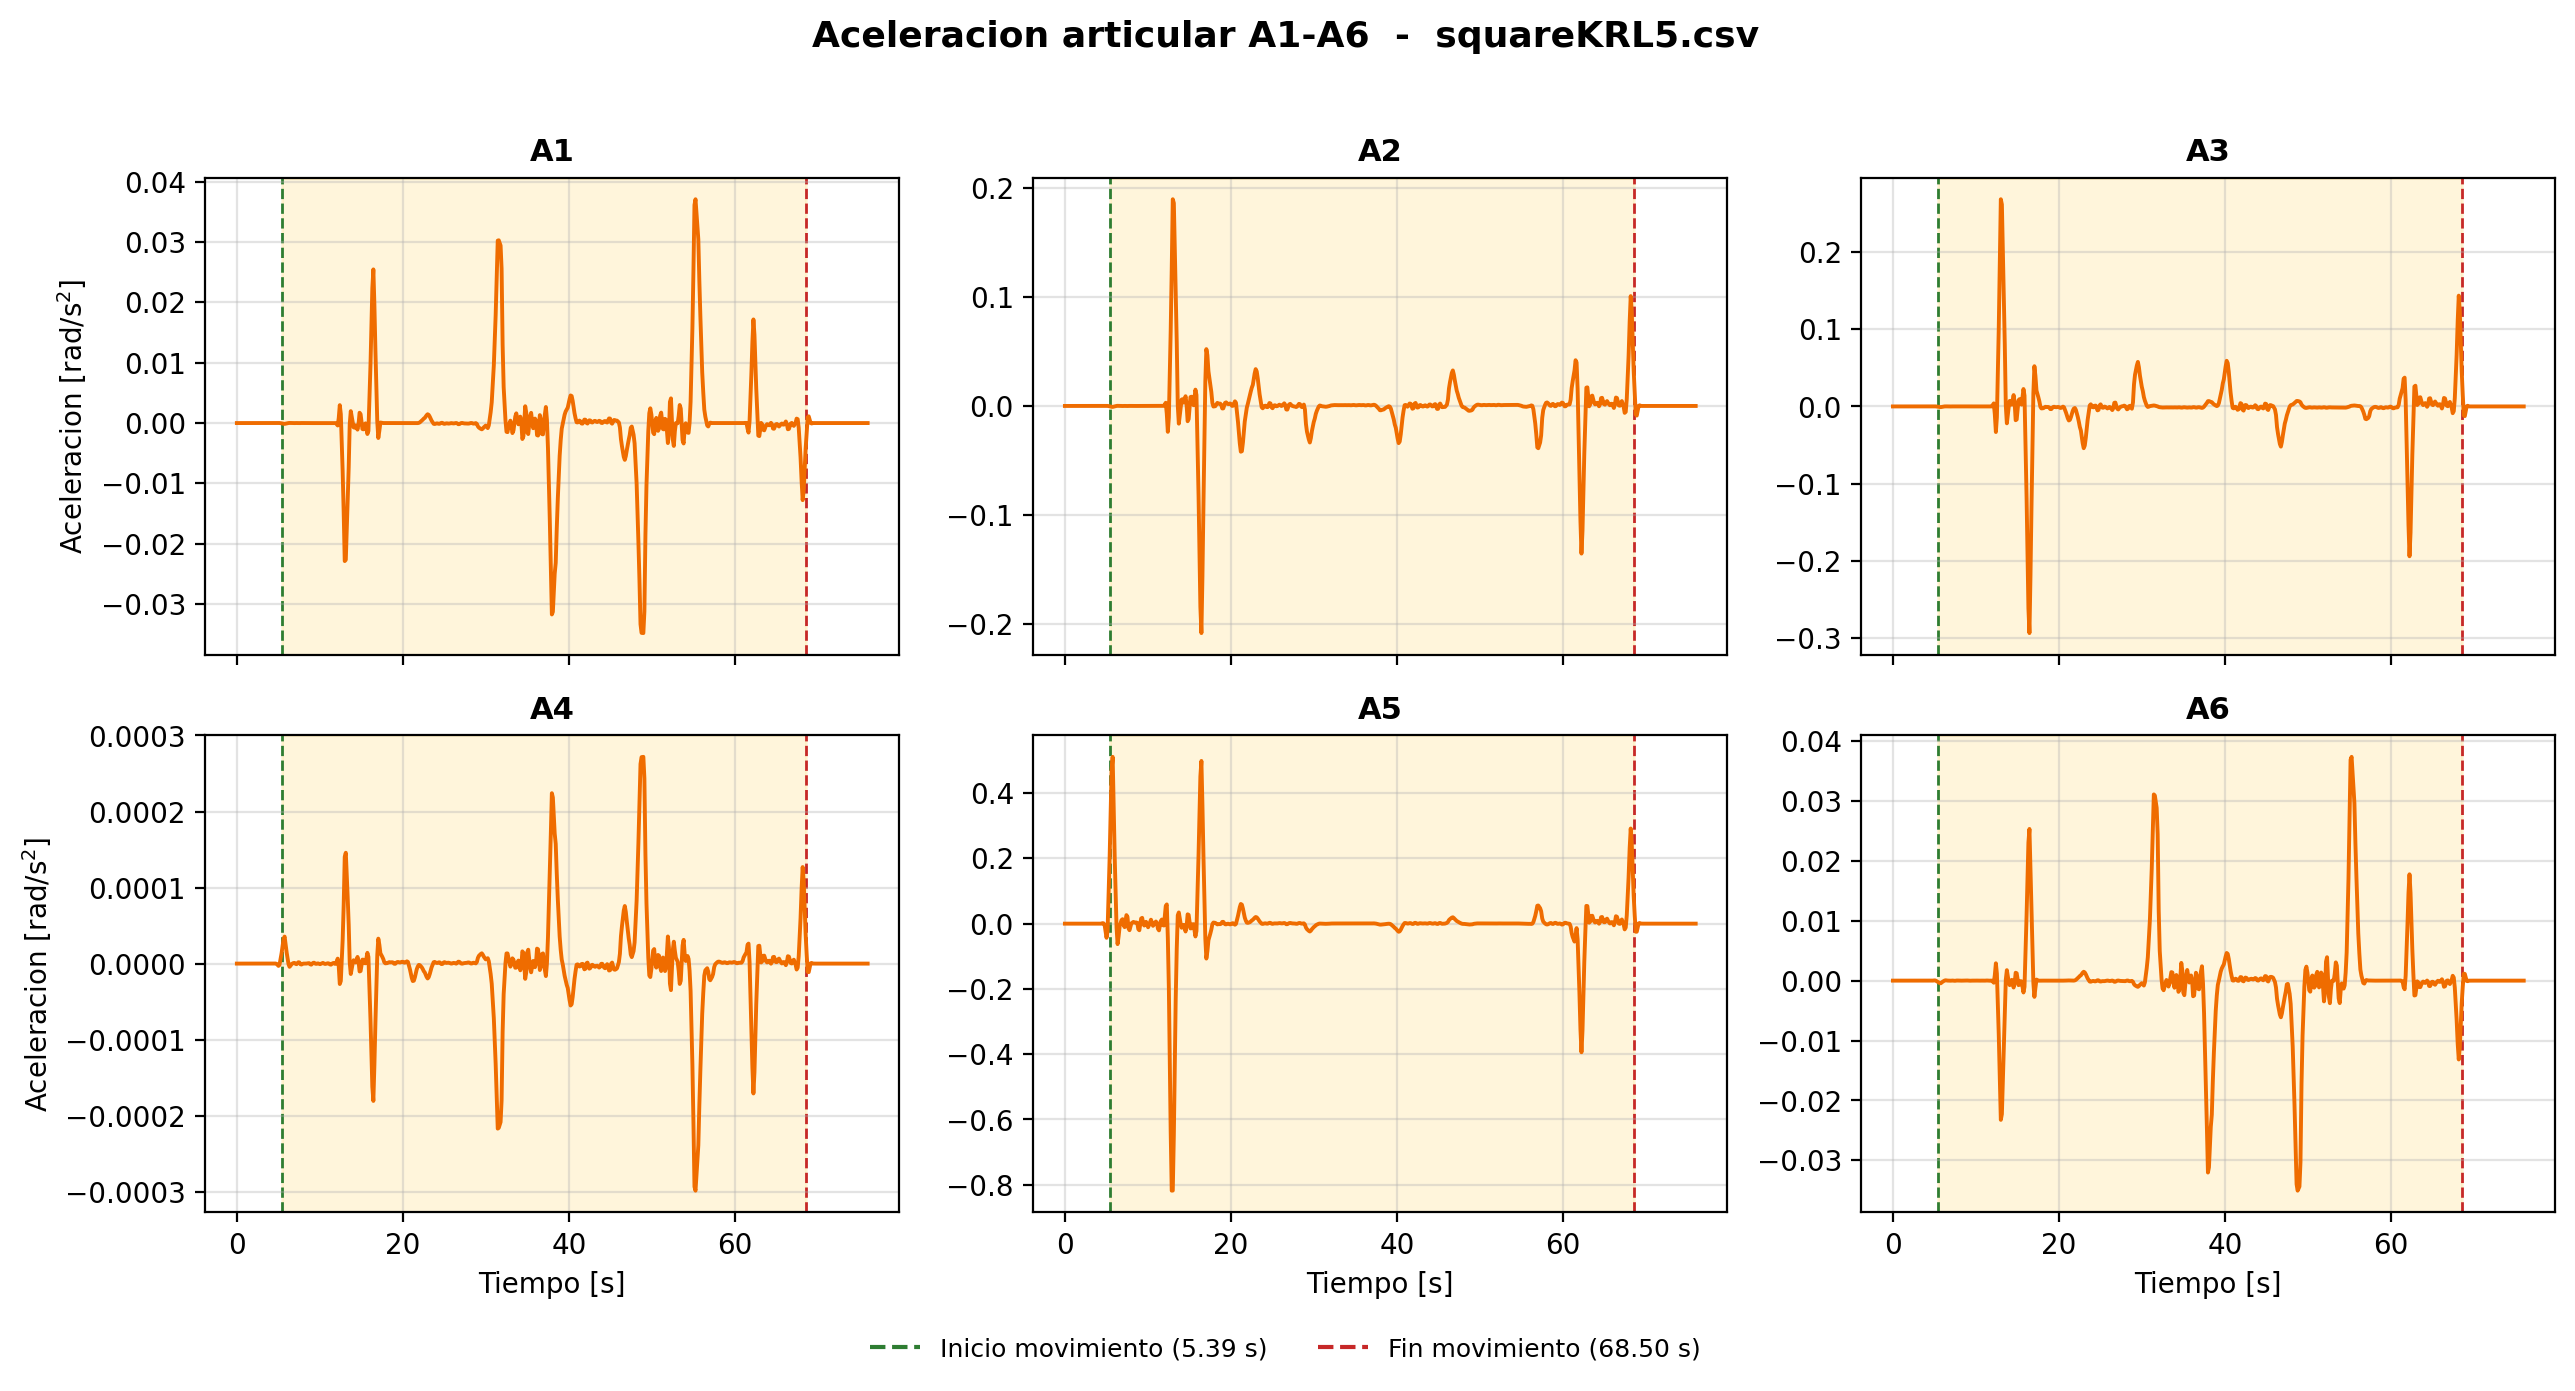 Aceleracion articular A1-A6 - squareKRL5.csv
A1
A2
A3
Aceleracion [rad/s²]
0.04
0.03
0.02
0.01
0.00
−0.01
−0.02
−0.03
0.2
0.1
0.0
−0.1
−0.2
0.2
0.1
0.0
−0.1
−0.2
−0.3
A4
A5
A6
Aceleracion [rad/s²]
0.0003
0.0002
0.0001
0.0000
−0.0001
−0.0002
−0.0003
0.4
0.2
0.0
−0.2
−0.4
−0.6
−0.8
0.04
0.03
0.02
0.01
0.00
−0.01
−0.02
−0.03
0 20 40 60
0 20 40 60
0 20 40 60
Tiempo [s]
Tiempo [s]
Tiempo [s]
Inicio movimiento (5.39 s)
Fin movimiento (68.50 s)